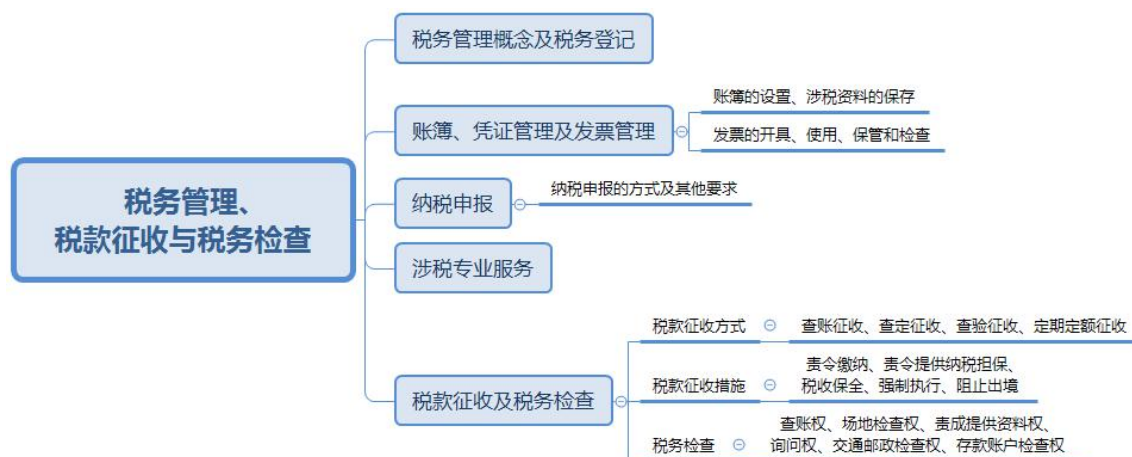 税务管理、
税款征收与税务检查
税务管理概念及税务登记
账簿、凭证管理及发票管理
账簿的设置、涉税资料的保存
发票的开具、使用、保管和检查
纳税申报
纳税申报的方式及其他要求
涉税专业服务
税款征收及税务检查
税款征收方式
查账征收、查定征收、查验征收、定期定额征收
税款征收措施
责令缴纳、责令提供纳税担保、
税收保全、强制执行、阻止出境
税务检查
查账权、场地检查权、责成提供资料权、
询问权、交通邮政检查权、存款账户检查权